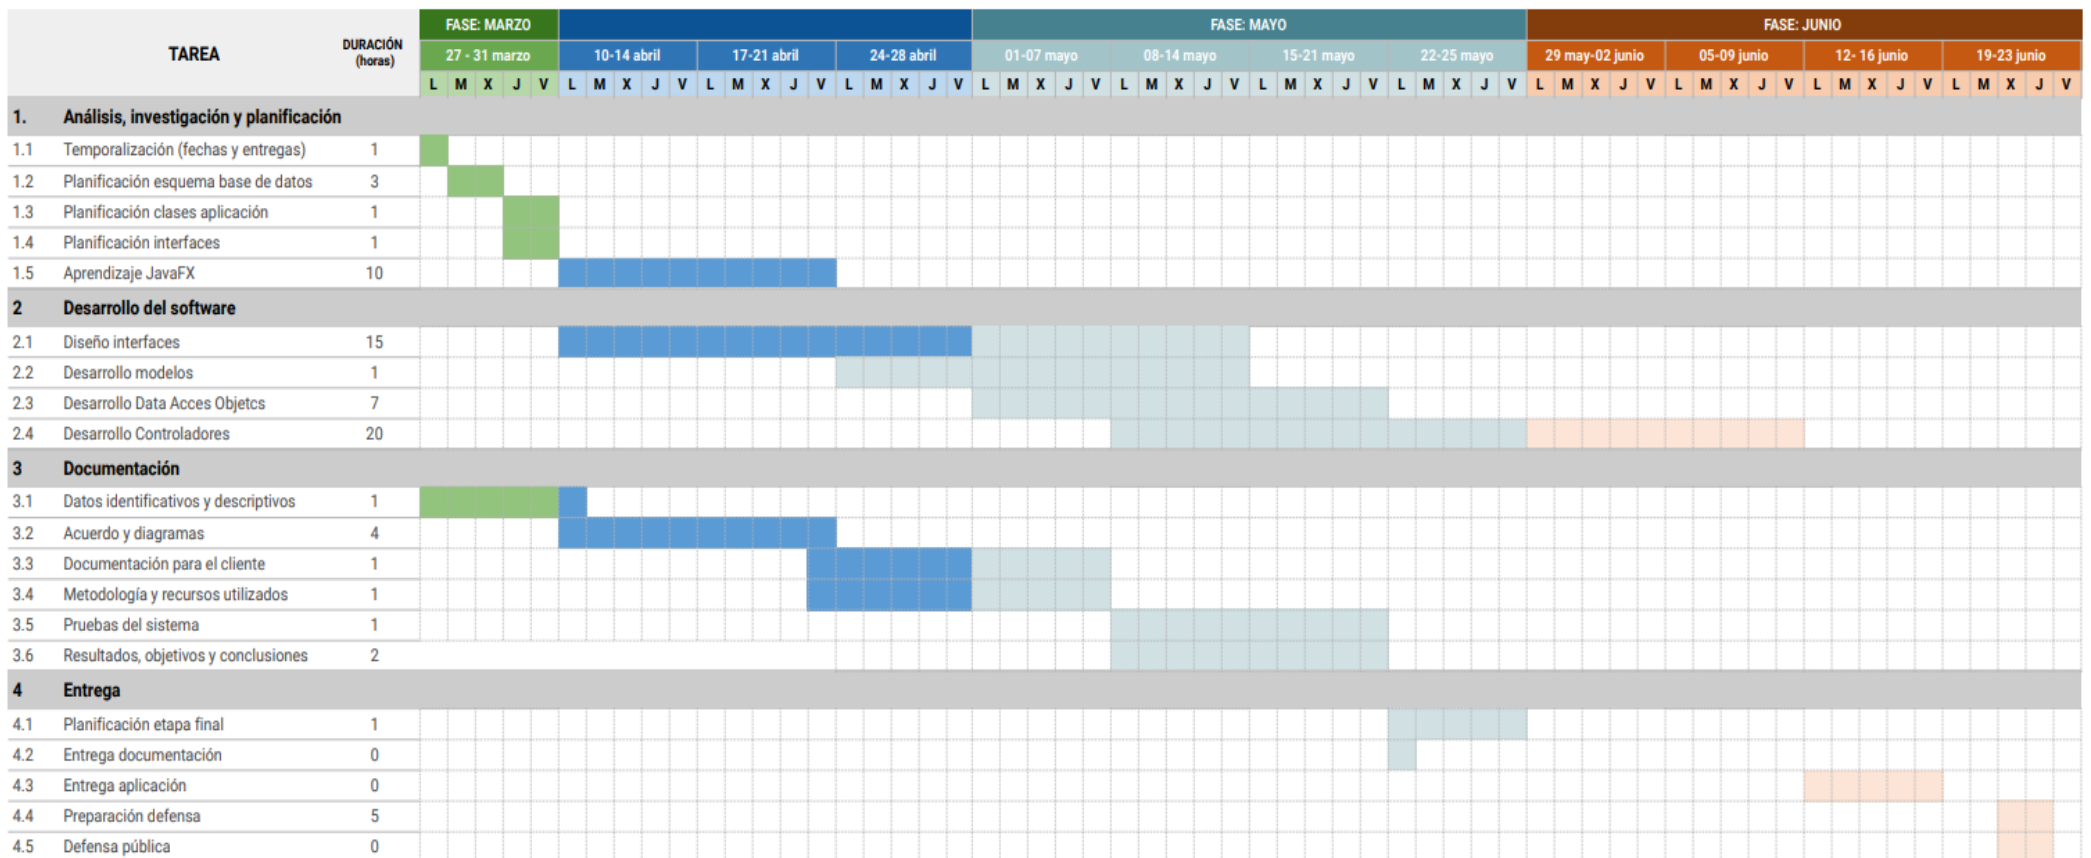 FASE: MARZO FASE: MAYO FASE: JUNIO
TAREA DURACIÓN (horas) 27 - 31 marzo 10-14 abril 17-21 abril 24-28 abril 01-07 mayo 08-14 mayo 15-21 mayo 22-25 mayo 29 may-02 junio 05-09 junio 12- 16 junio 19-23 junio
L M X J V L M X J V L M X J V L M X J V L M X J V L M X J V L M X J V L M X J V L M X J V L M X J V L M X J V L M X J V
1. Análisis, investigación y planificación
1.1 Temporalización (fechas y entregas) 1
1.2 Planificación esquema base de datos 3
1.3 Planificación clases aplicación 1
1.4 Planificación interfaces 1
1.5 Aprendizaje JavaFX 10
2 Desarrollo del software
2.1 Diseño interfaces 15
2.2 Desarrollo modelos 1
2.3 Desarrollo Data Acces Objetcs 7
2.4 Desarrollo Controladores 20
3 Documentación
3.1 Datos identificativos y descriptivos 1
3.2 Acuerdo y diagramas 4
3.3 Documentación para el cliente 1
3.4 Metodología y recursos utilizados 1
3.5 Pruebas del sistema 1
3.6 Resultados, objetivos y conclusiones 2
4 Entrega
4.1 Planificación etapa final 1
4.2 Entrega documentación 0
4.3 Entrega aplicación 0
4.4 Preparación defensa 5
4.5 Defensa pública 0